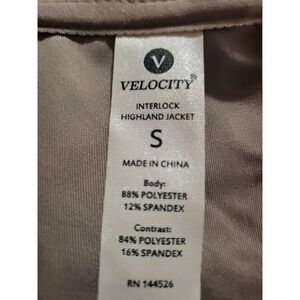 V
VELOCITY®
INTERLOCK
HIGHLAND JACKET
S
MADE IN CHINA
Body:
88% POLYESTER
12% SPANDEX
Contrast:
84% POLYESTER
16% SPANDEX
RN 144526